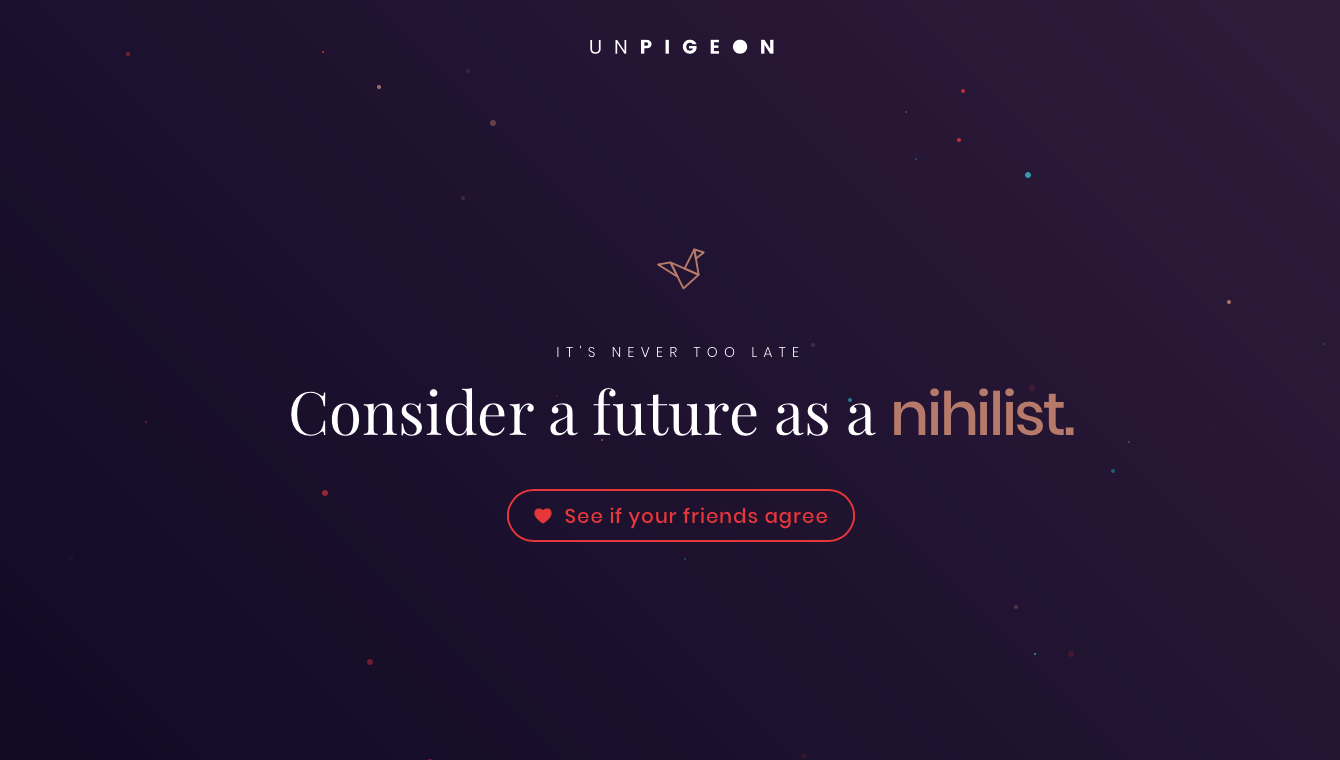 UNPIGEON
IT'S NEVER TOO LATE
Consider a future as a nihilist.
See if your friends agree